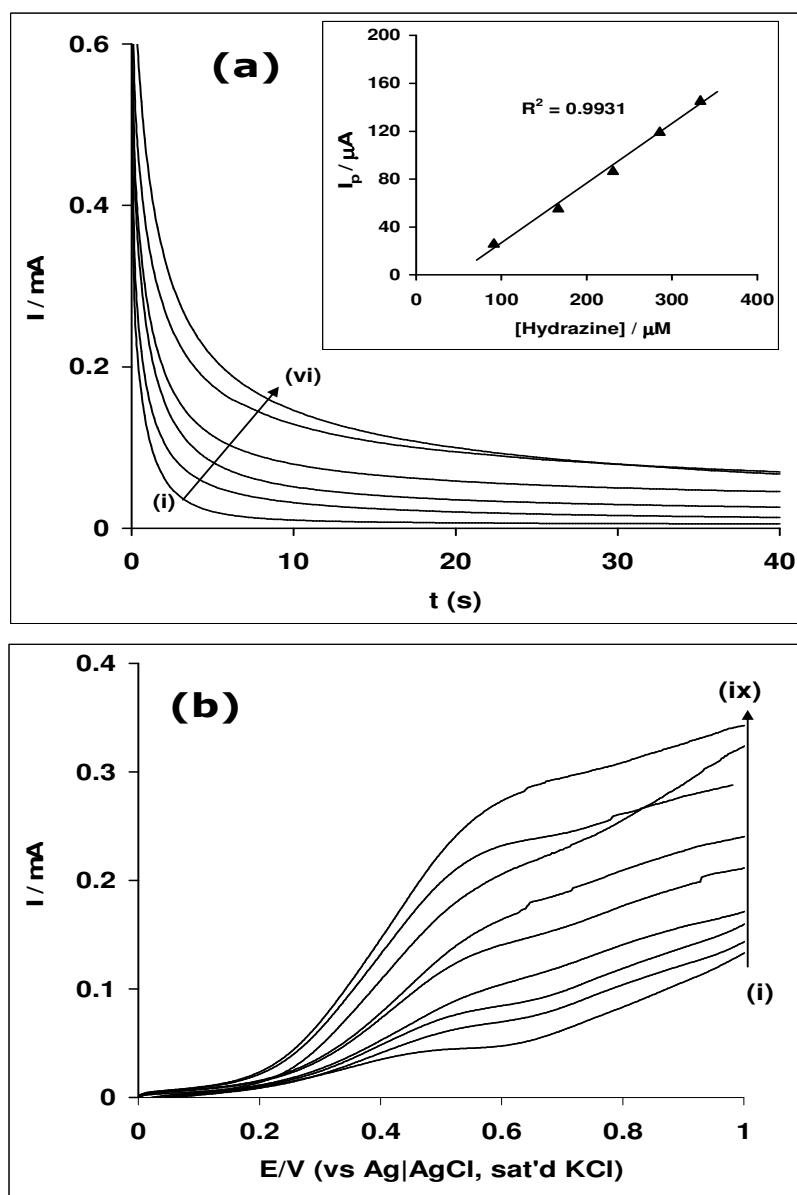 (a)
0.6
0.4
0.2
0
I / mA
0 10 20 30 40
t (s)
(i)
(vi)
200
160
120
80
40
0
Ip / μA
R² = 0.9931
0 100 200 300 400
[Hydrazine] / μM
(b)
0.4
0.3
0.2
0.1
0
I / mA
(ix)
(i)
0 0.2 0.4 0.6 0.8 1
E/V (vs Ag|AgCl, sat'd KCl)